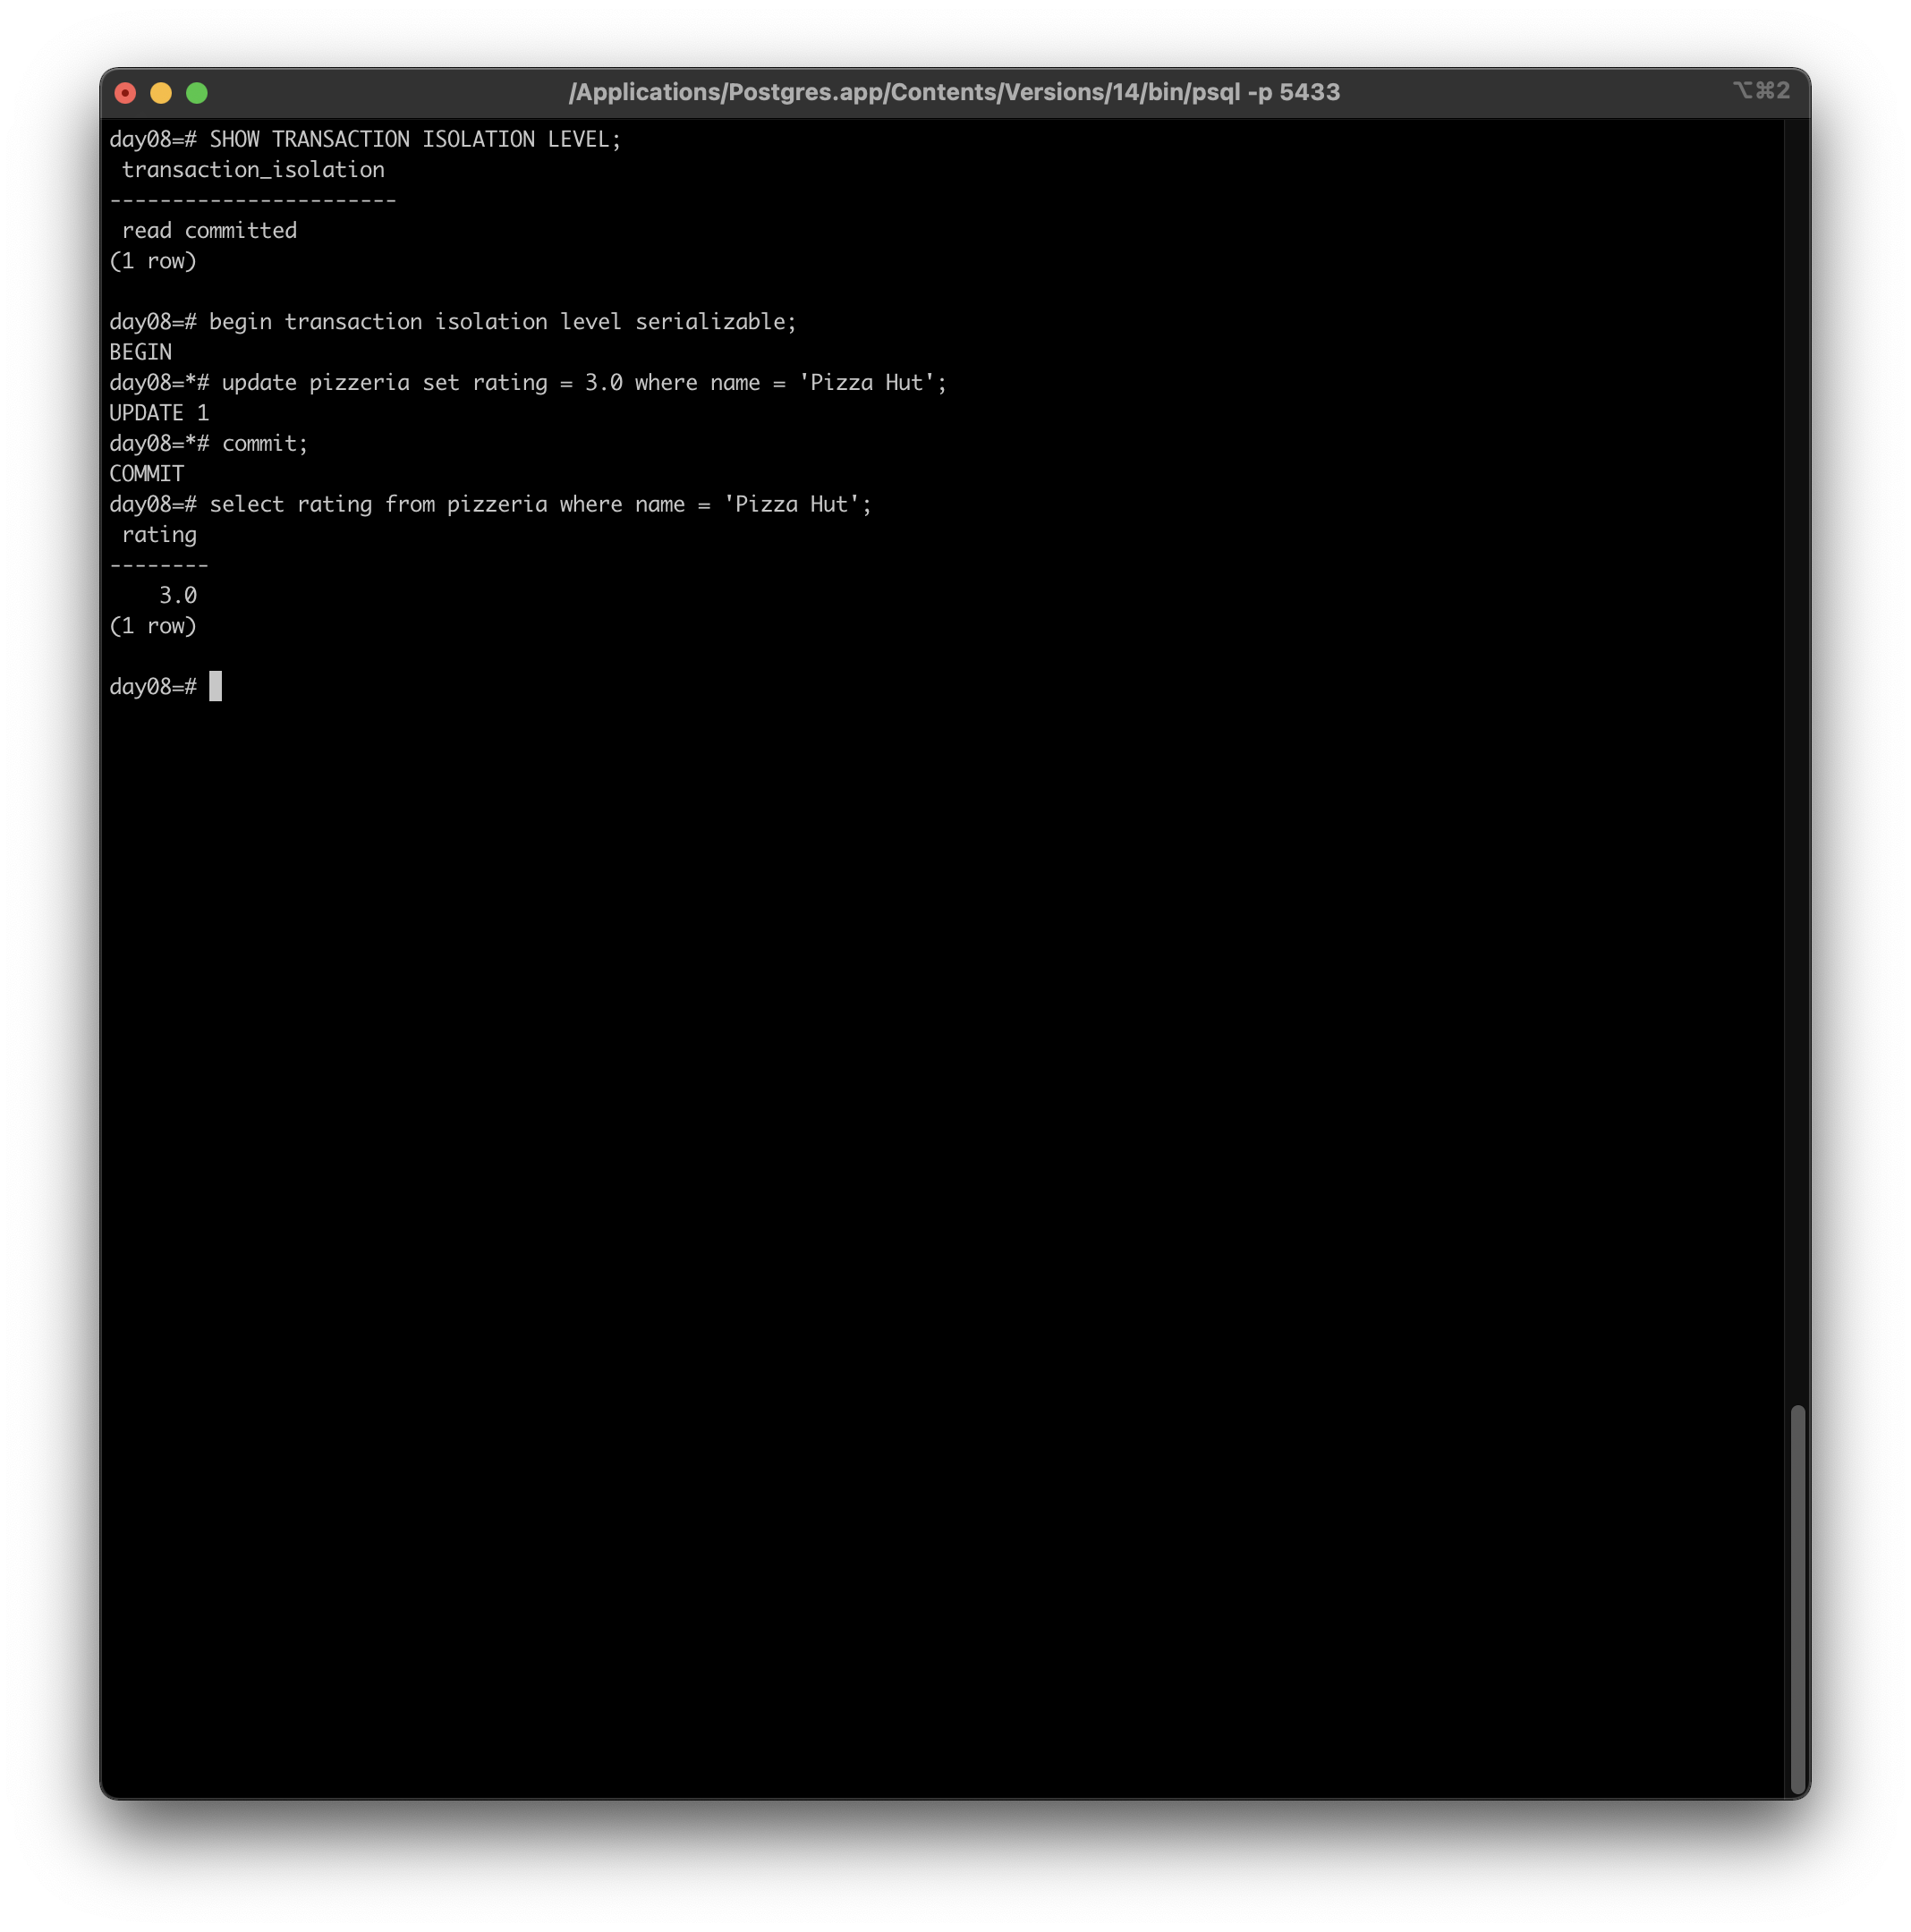 /Applications/Postgres.app/Contents/Versions/14/bin/psql -p 5433
⌥⌘2
day08=# SHOW TRANSACTION ISOLATION LEVEL;
 transaction_isolation
-----------------------
 read committed
(1 row)

day08=# begin transaction isolation level serializable;
BEGIN
day08=*# update pizzeria set rating = 3.0 where name = 'Pizza Hut';
UPDATE 1
day08=*# commit;
COMMIT
day08=# select rating from pizzeria where name = 'Pizza Hut';
 rating
--------
    3.0
(1 row)

day08=#